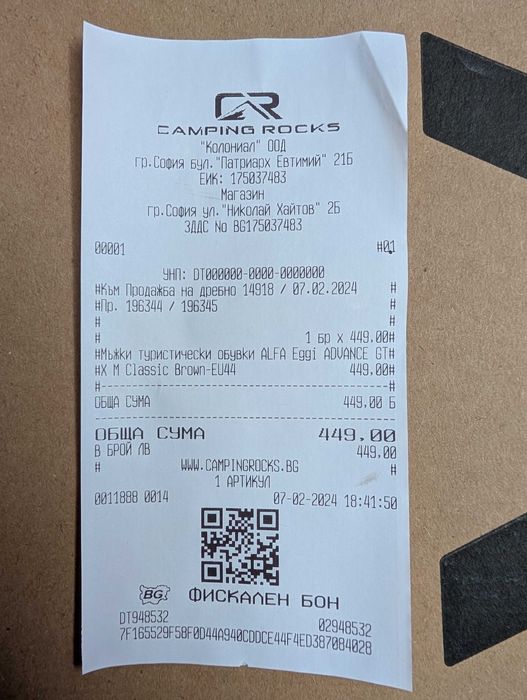 CR
CAMPING ROCKS
"Колониал" ООД
гр.София бул."Патриарх Евтимий" 21Б
ЕИК: 175037483
Магазин
гр.София ул."Николай Хайтов" 2Б
ЗДДС No BG175037483
00001 #01
УНП: DT000000-0000-0000000
#Към Продажба на дребно 14918 / 07.02.2024 #
#Пр. 196344 / 196345 #
# #
# 1 бр x 449.00#
#Мъжки туристически обувки ALFA Eggi ADVANCE GT#
#X M Classic Brown-EU44 449.00#
#----------------------------------------------#
ОБЩА СУМА 449.00 Б
ОБЩА СУМА 449.00
В БРОЙ ЛВ 449.00
# WWW.CAMPINGROCKS.BG #
1 АРТИКУЛ
0011888 0014 07-02-2024 18:41:50
BG ФИСКАЛЕН БОН
DT948532 02948532
7F165529F58F0D44A940CDDCE44F4ED387084028